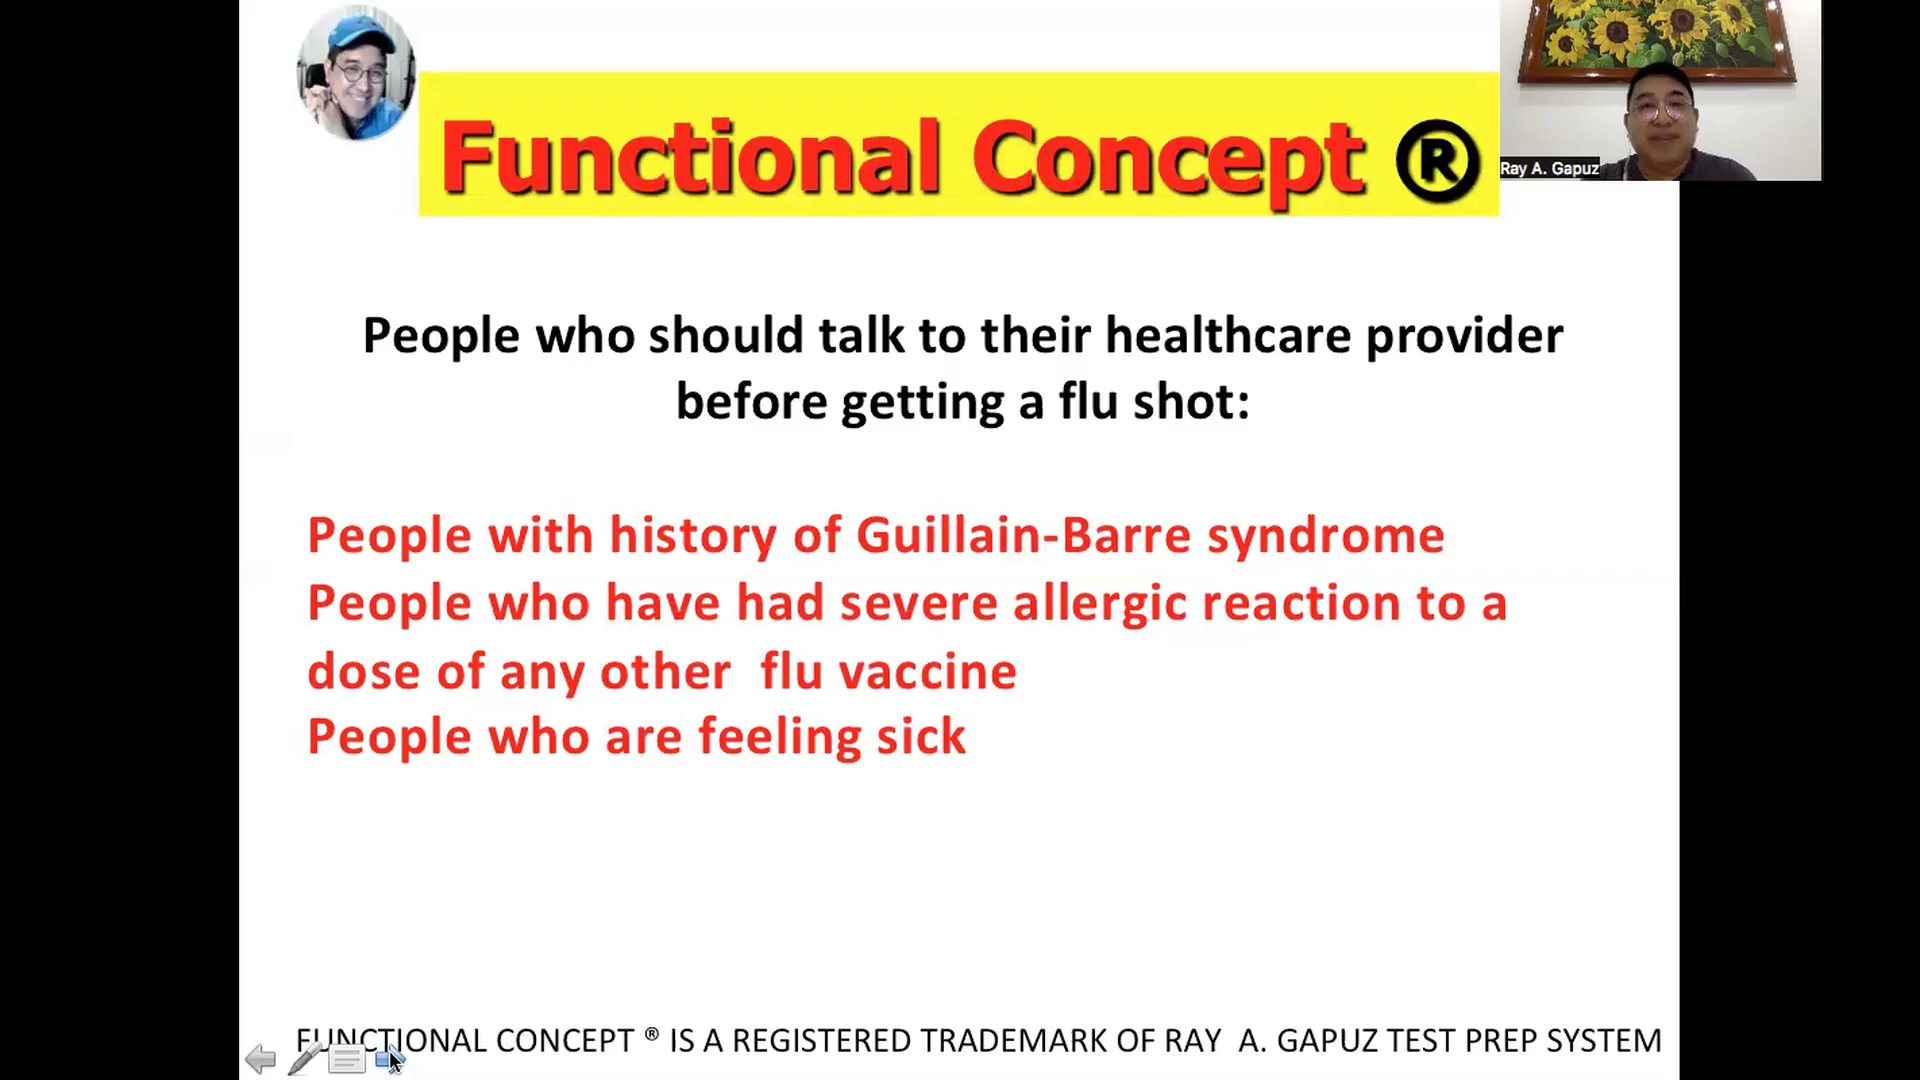 Functional Concept ®
Ray A. Gapuz
People who should talk to their healthcare provider
before getting a flu shot:
People with history of Guillain-Barre syndrome
People who have had severe allergic reaction to a
dose of any other flu vaccine
People who are feeling sick
FUNCTIONAL CONCEPT ® IS A REGISTERED TRADEMARK OF RAY A. GAPUZ TEST PREP SYSTEM